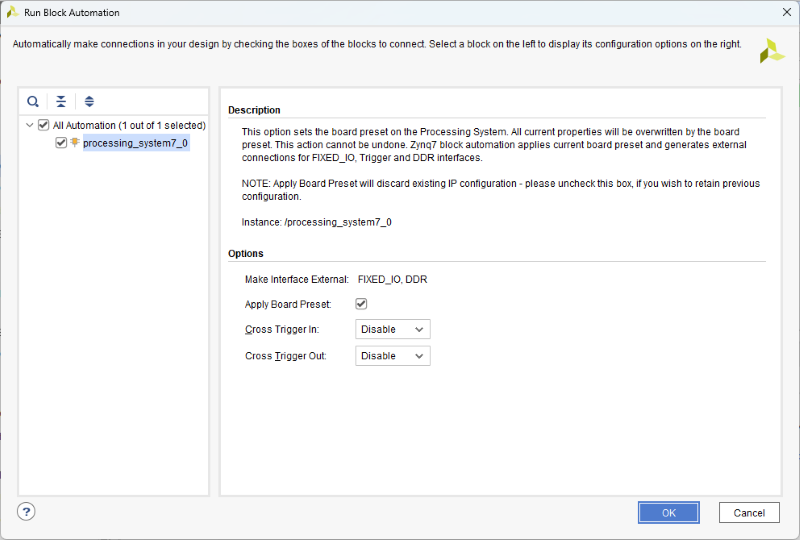 Run Block Automation
Automatically make connections in your design by checking the boxes of the blocks to connect. Select a block on the left to display its configuration options on the right.
All Automation (1 out of 1 selected)
processing_system7_0
Description
This option sets the board preset on the Processing System. All current properties will be overwritten by the board
preset. This action cannot be undone. Zynq7 block automation applies current board preset and generates external
connections for FIXED_IO, Trigger and DDR interfaces.
NOTE: Apply Board Preset will discard existing IP configuration - please uncheck this box, if you wish to retain previous
configuration.
Instance: /processing_system7_0
Options
Make Interface External: FIXED_IO, DDR
Apply Board Preset:
Cross Trigger In: Disable
Cross Trigger Out: Disable
?
OK
Cancel